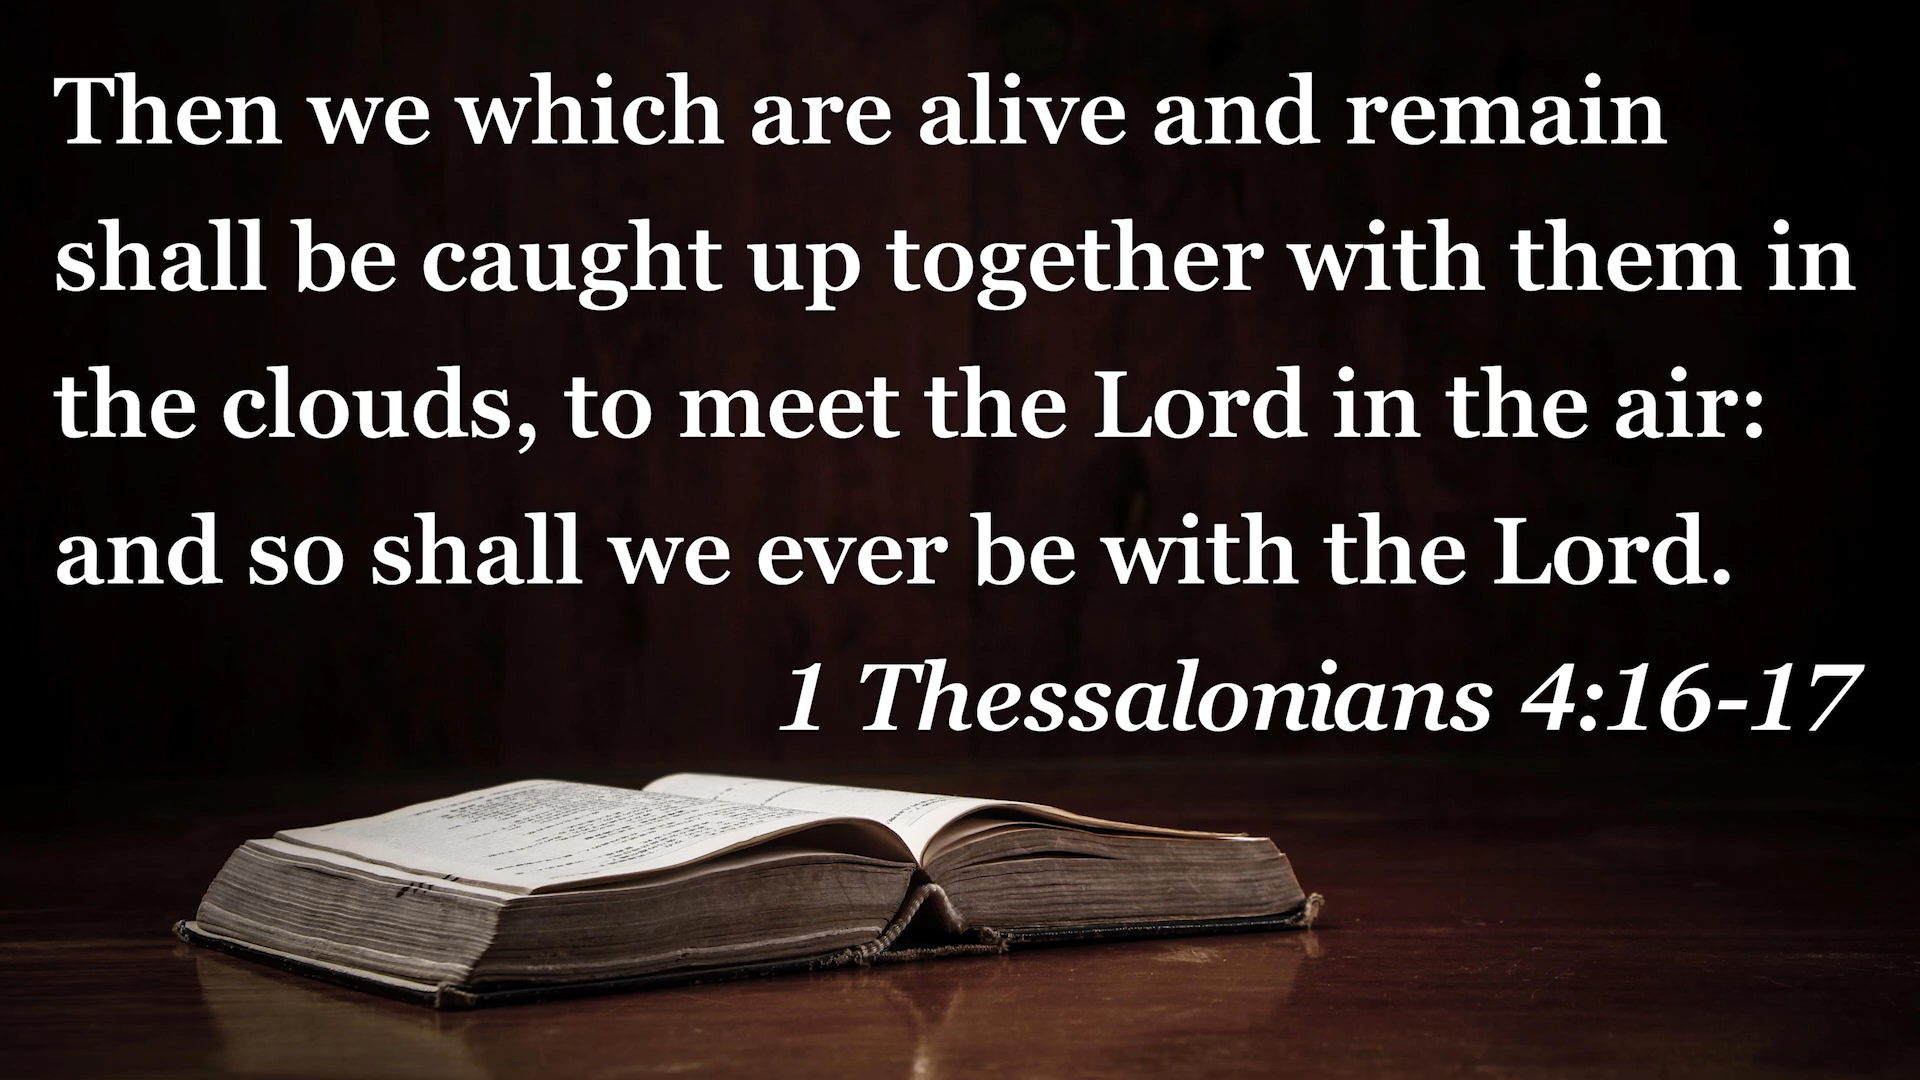 Then we which are alive and remain
shall be caught up together with them in
the clouds, to meet the Lord in the air:
and so shall we ever be with the Lord.
1 Thessalonians 4:16-17